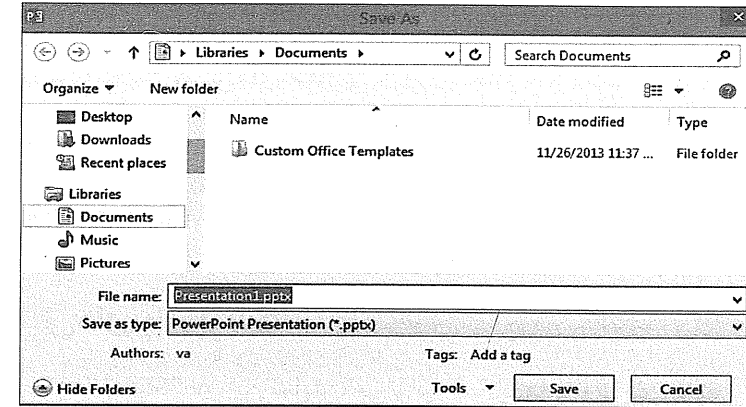 P3 Save As
Libraries Documents Search Documents
Organize New folder
Desktop Name Date modified Type
Downloads Custom Office Templates 11/26/2013 11:37 ... File folder
Recent places
Libraries
Documents
Music
Pictures
File name: Presentation1.pptx
Save as type: PowerPoint Presentation (*.pptx)
Authors: va Tags: Add a tag
Hide Folders Tools Save Cancel